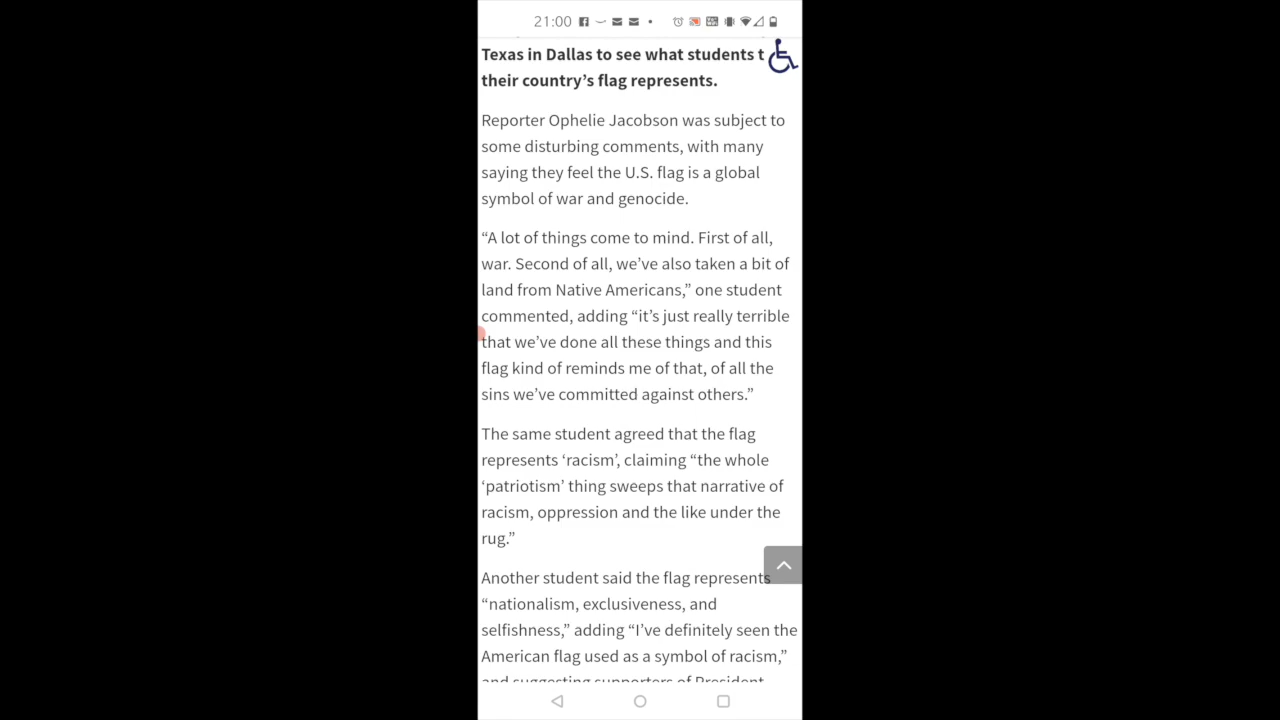 21:00
Texas in Dallas to see what students t
their country’s flag represents.
Reporter Ophelie Jacobson was subject to
some disturbing comments, with many
saying they feel the U.S. flag is a global
symbol of war and genocide.
“A lot of things come to mind. First of all,
war. Second of all, we’ve also taken a bit of
land from Native Americans,” one student
commented, adding “it’s just really terrible
that we’ve done all these things and this
flag kind of reminds me of that, of all the
sins we’ve committed against others.”
The same student agreed that the flag
represents ‘racism’, claiming “the whole
‘patriotism’ thing sweeps that narrative of
racism, oppression and the like under the
rug.”
Another student said the flag represents
“nationalism, exclusiveness, and
selfishness,” adding “I’ve definitely seen the
American flag used as a symbol of racism,”
and suggesting supporters of President